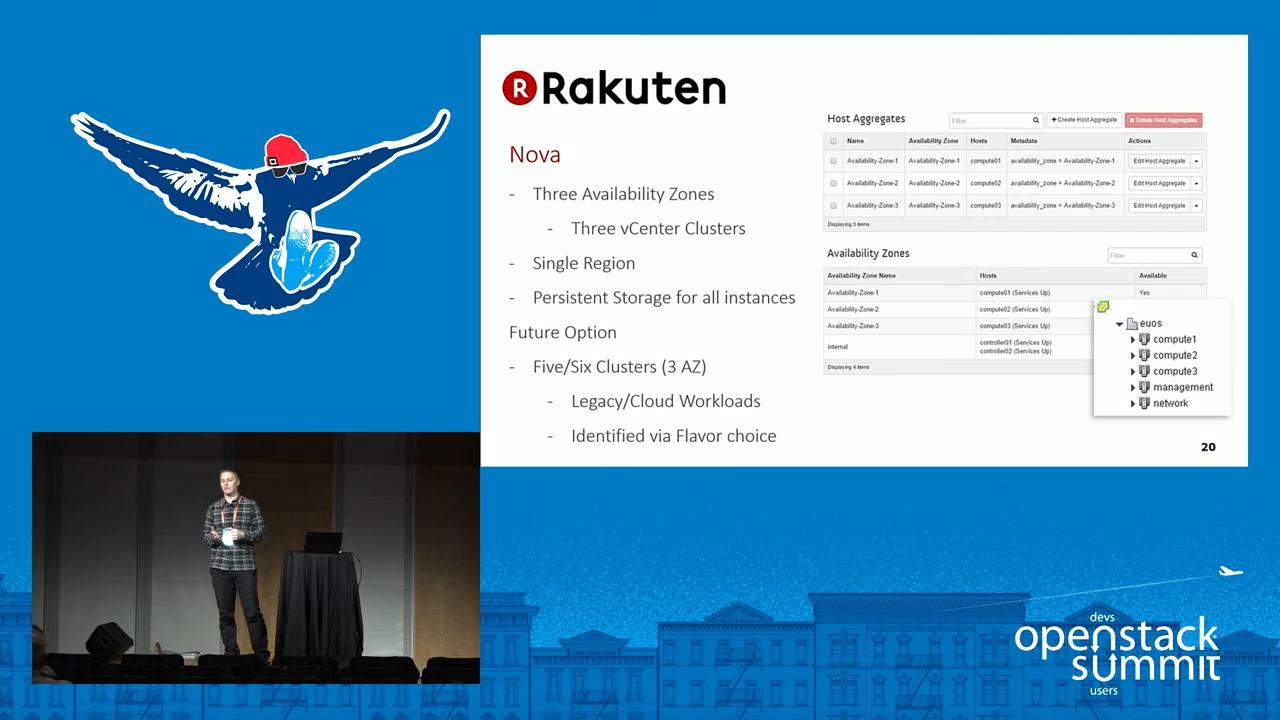 R Rakuten
Nova
- Three Availability Zones
- Three vCenter Clusters
- Single Region
- Persistent Storage for all instances
Future Option
- Five/Six Clusters (3 AZ)
- Legacy/Cloud Workloads
- Identified via Flavor choice
Host Aggregates
Filter
+ Create Host Aggregate
Delete Host Aggregates
Name Availability Zone Hosts Metadata Actions
Availability-Zone-1 Availability-Zone-1 compute01 availability_zone = Availability-Zone-1 Edit Host Aggregate
Availability-Zone-2 Availability-Zone-2 compute02 availability_zone = Availability-Zone-2 Edit Host Aggregate
Availability-Zone-3 Availability-Zone-3 compute03 availability_zone = Availability-Zone-3 Edit Host Aggregate
Displaying 3 items
Availability Zones
Filter
Availability Zone Name Hosts Available
Availability-Zone-1 compute01 (Services Up) Yes
Availability-Zone-2 compute02 (Services Up)
Availability-Zone-3 compute03 (Services Up)
internal controller01 (Services Up)
controller02 (Services Up)
Displaying 4 items
euos
compute1
compute2
compute3
management
network
20
devs
openstack
summit
users